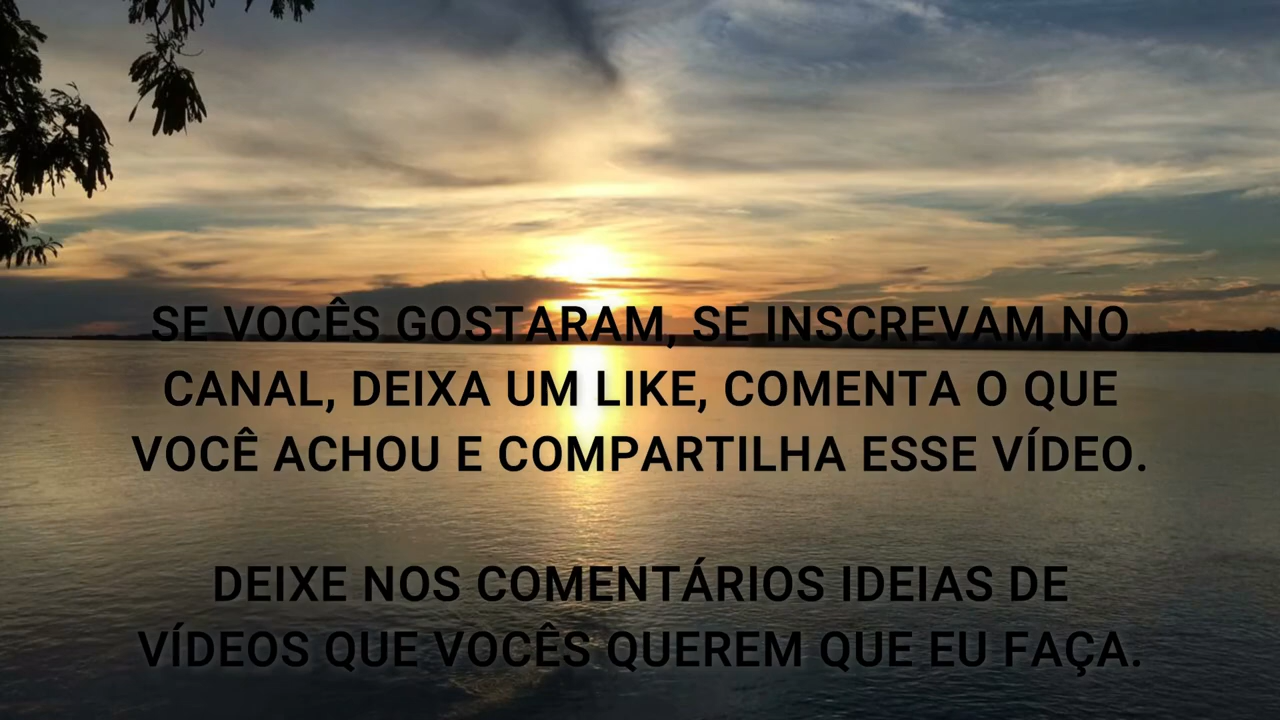 SE VOCÊS GOSTARAM, SE INSCREVAM NO
CANAL, DEIXA UM LIKE, COMENTA O QUE
VOCÊ ACHOU E COMPARTILHA ESSE VÍDEO.
DEIXE NOS COMENTÁRIOS IDEIAS DE
VÍDEOS QUE VOCÊS QUEREM QUE EU FAÇA.